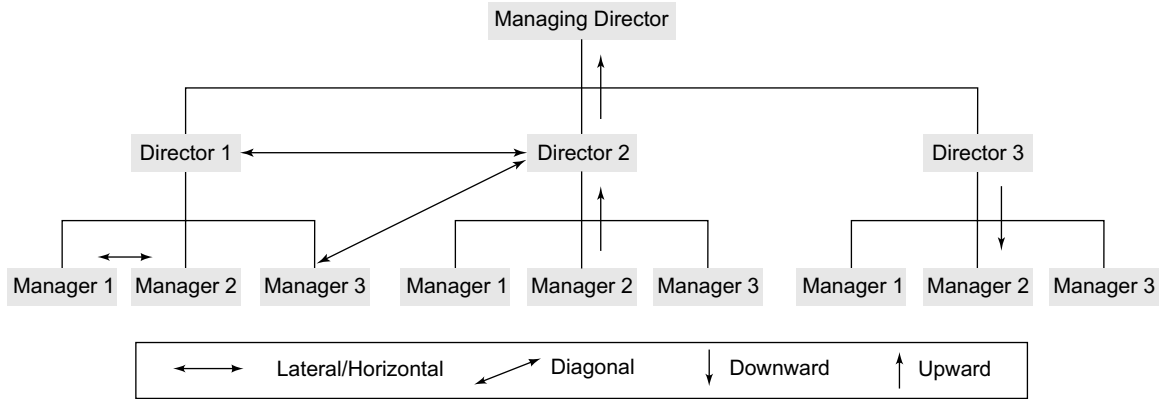 Managing Director
Director 1 Director 2 Director 3
Manager 1 Manager 2 Manager 3 Manager 1 Manager 2 Manager 3 Manager 1 Manager 2 Manager 3
Lateral/Horizontal Diagonal Downward Upward